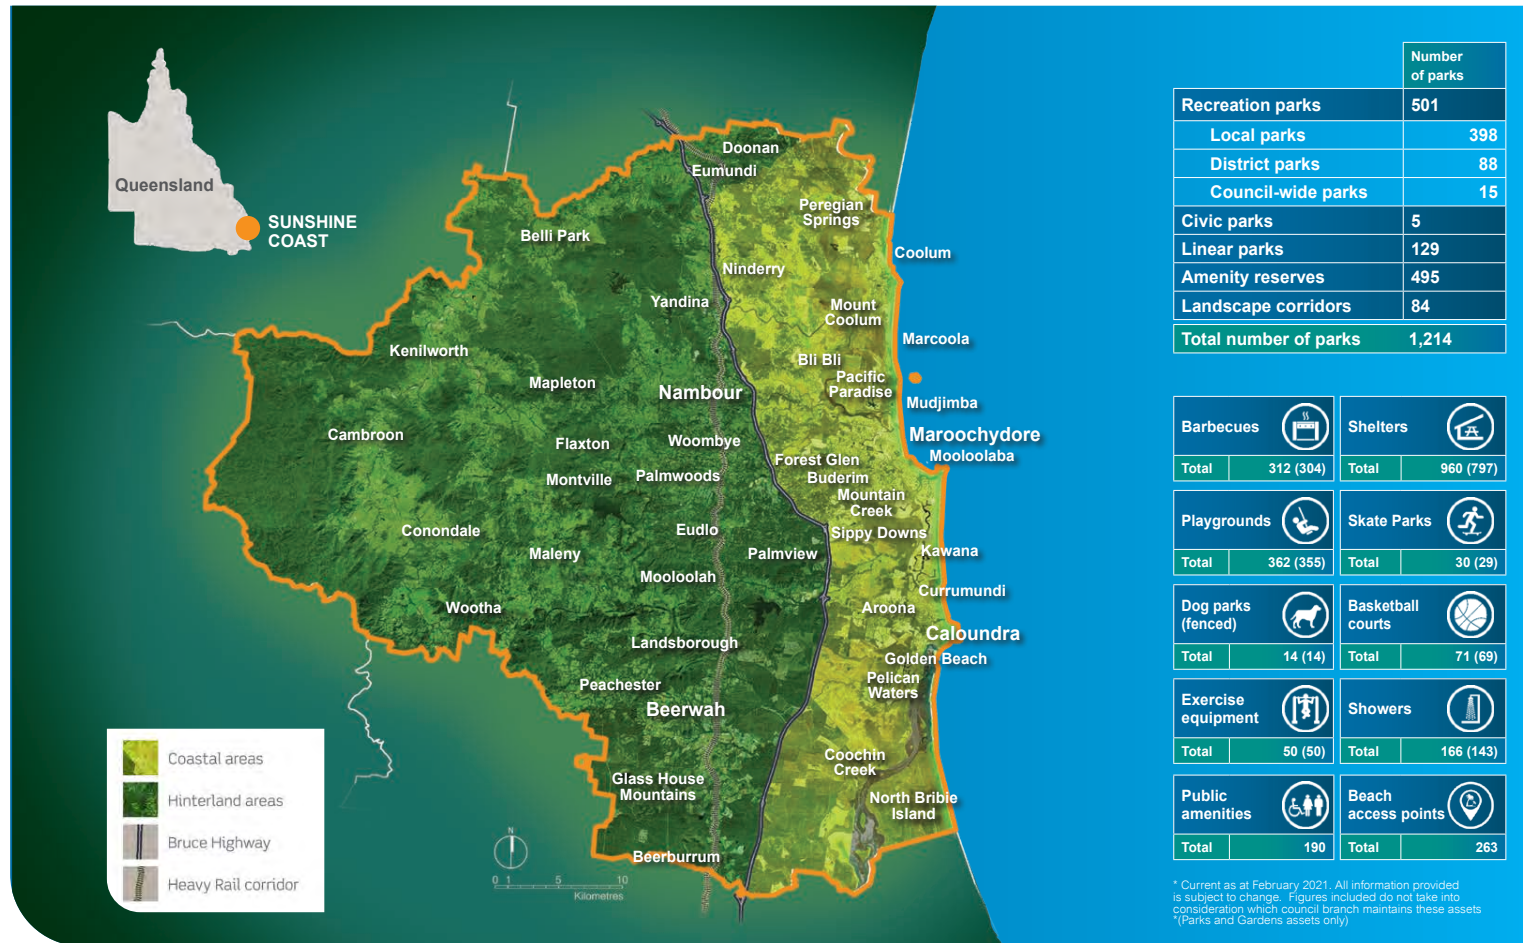 Queensland
SUNSHINE
COAST
Doonan
Eumundi
Peregian
Springs
Belli Park
Coolum
Ninderry
Yandina
Mount
Coolum
Marcoola
Kenilworth
Bli Bli
Mapleton
Pacific
Paradise
Nambour
Mudjimba
Cambroon
Maroochydore
Flaxton
Woombye
Mooloolaba
Forest Glen
Montville
Palmwoods
Buderim
Mountain
Creek
Conondale
Eudlo
Sippy Downs
Maleny
Palmview
Kawana
Mooloolah
Currumundi
Wootha
Aroona
Landsborough
Caloundra
Golden Beach
Peachester
Pelican
Waters
Beerwah
Coochin
Creek
Glass House
Mountains
North Bribie
Island
Beerburrum
Coastal areas
Hinterland areas
Bruce Highway
Heavy Rail corridor
N
0 1 5 10
Kilometres
Number
of parks
Recreation parks 501
Local parks 398
District parks 88
Council-wide parks 15
Civic parks 5
Linear parks 129
Amenity reserves 495
Landscape corridors 84
Total number of parks 1,214
Barbecues
Total 312 (304)
Shelters
Total 960 (797)
Playgrounds
Total 362 (355)
Skate Parks
Total 30 (29)
Dog parks
(fenced)
Total 14 (14)
Basketball
courts
Total 71 (69)
Exercise
equipment
Total 50 (50)
Showers
Total 166 (143)
Public
amenities
Total 190
Beach
access points
Total 263
* Current as at February 2021. All information provided
is subject to change. Figures included do not take into
consideration which council branch maintains these assets
*(Parks and Gardens assets only)